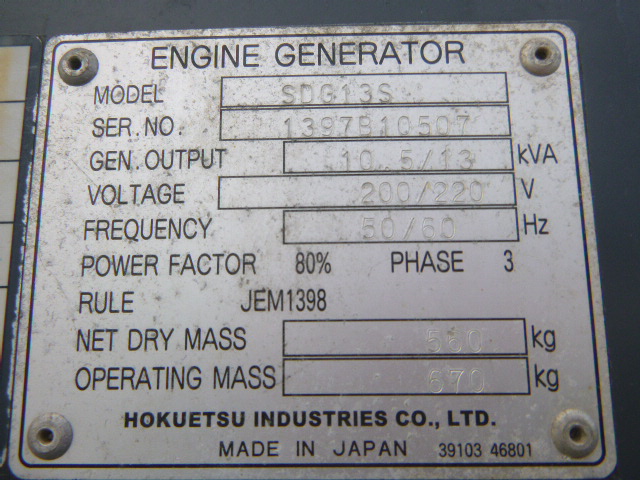 ENGINE GENERATOR
MODEL SDG13S
SER.NO. 1397B10507
GEN.OUTPUT 10.5/13 kVA
VOLTAGE 200/220 V
FREQUENCY 50/60 Hz
POWER FACTOR 80% PHASE 3
RULE JEM1398
NET DRY MASS 560 kg
OPERATING MASS 670 kg
HOKUETSU INDUSTRIES CO., LTD.
MADE IN JAPAN 39103 46801